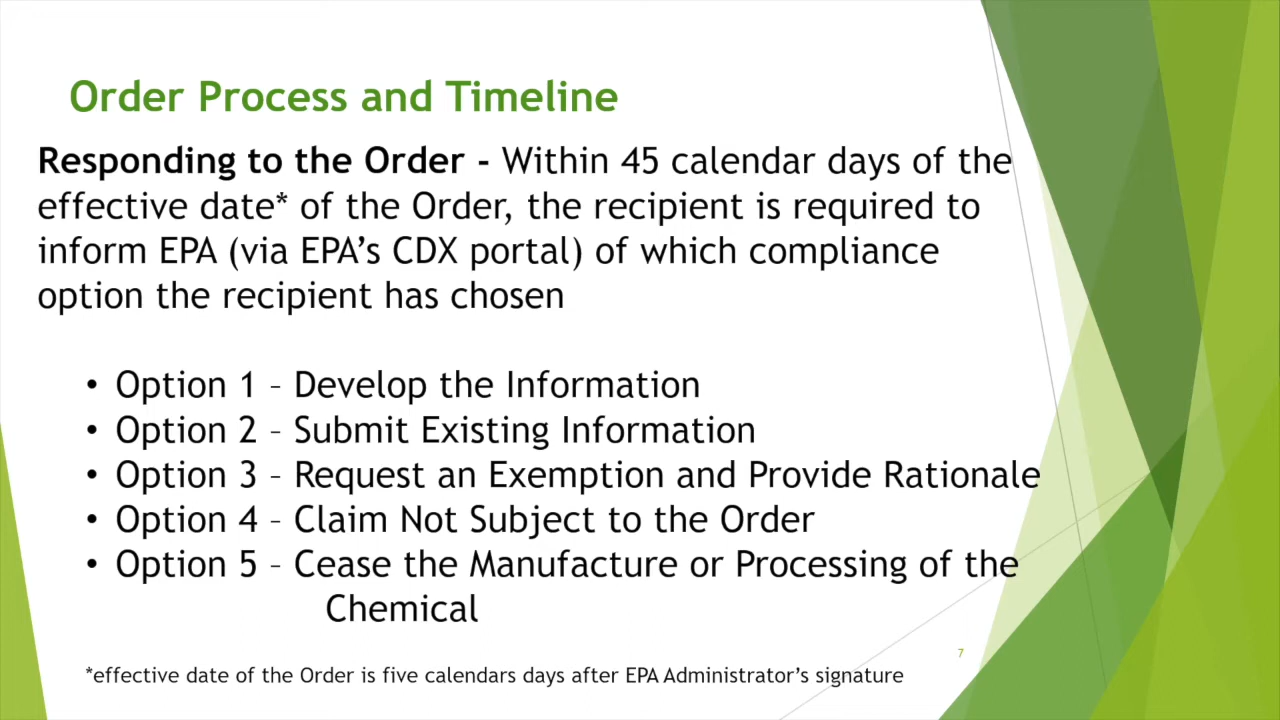 Order Process and Timeline
Responding to the Order - Within 45 calendar days of the
effective date* of the Order, the recipient is required to
inform EPA (via EPA’s CDX portal) of which compliance
option the recipient has chosen
• Option 1 – Develop the Information
• Option 2 – Submit Existing Information
• Option 3 – Request an Exemption and Provide Rationale
• Option 4 – Claim Not Subject to the Order
• Option 5 – Cease the Manufacture or Processing of the
Chemical
7
*effective date of the Order is five calendars days after EPA Administrator’s signature